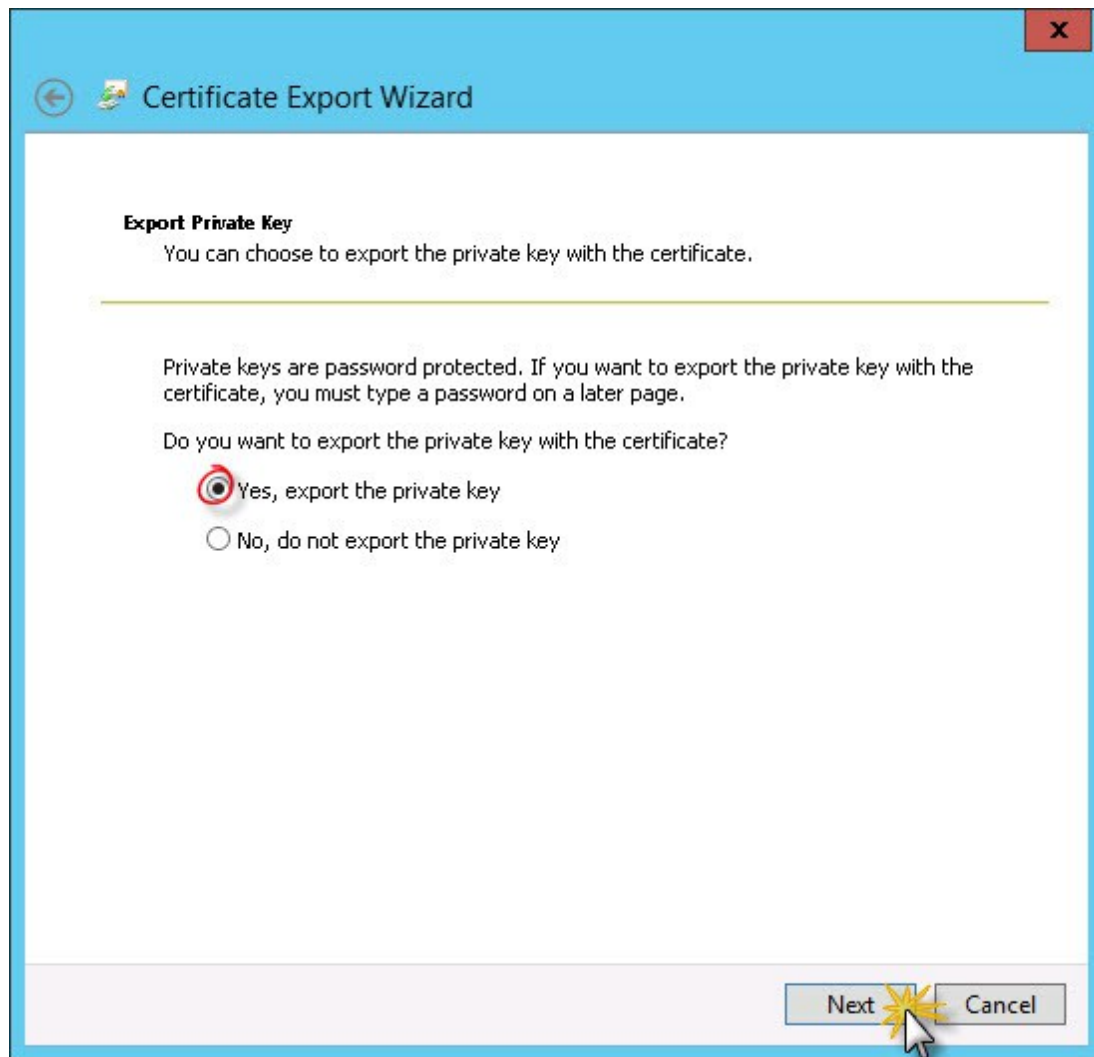 x
Certificate Export Wizard
Export Private Key
You can choose to export the private key with the certificate.
Private keys are password protected. If you want to export the private key with the
certificate, you must type a password on a later page.
Do you want to export the private key with the certificate?
Yes, export the private key
No, do not export the private key
Next Cancel